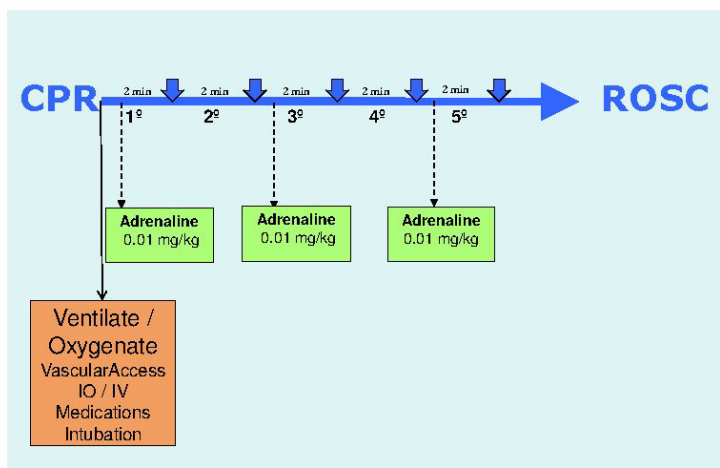 2 min 2 min 2 min 2 min 2 min
CPR ROSC
1º 2º 3º 4º 5º
Adrenaline
0.01 mg/kg
Adrenaline
0.01 mg/kg
Adrenaline
0.01 mg/kg
Ventilate /
Oxygenate
VascularAccess
IO / IV
Medications
Intubation